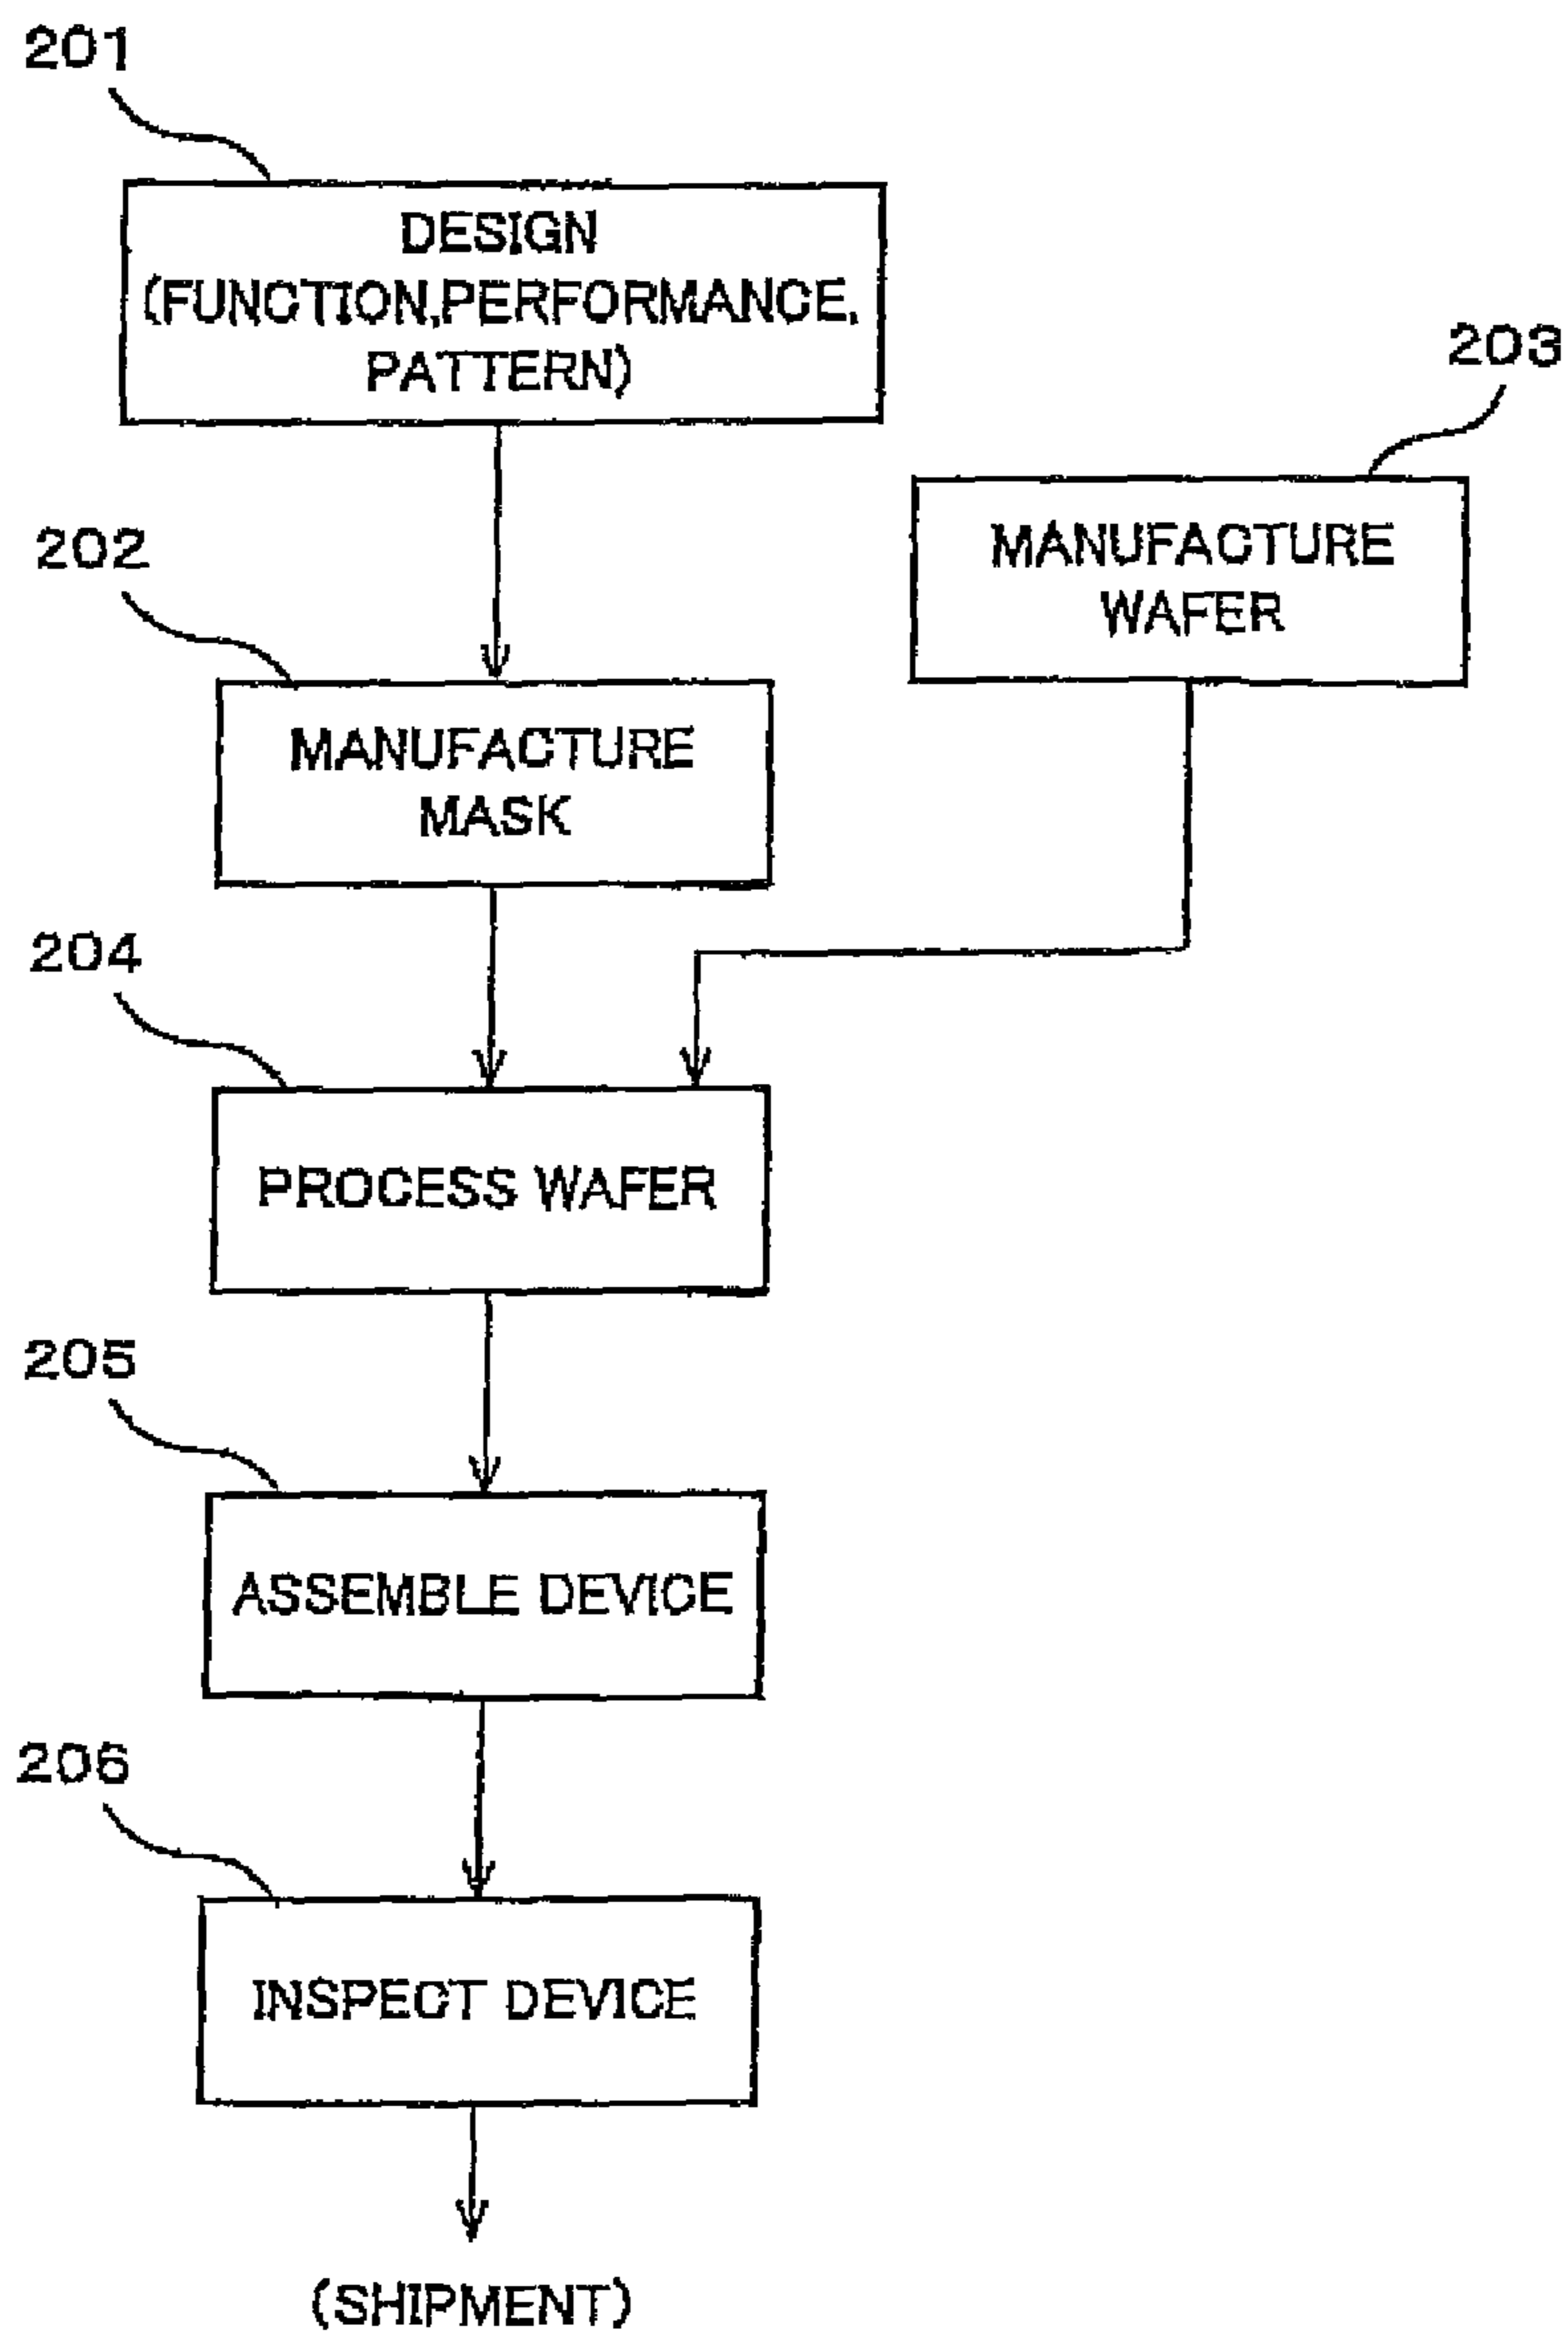 201
DESIGN
(FUNCTION,PERFORMANCE,
PATTERN)
203
MANUFACTURE
WAFER
202
MANUFACTURE
MASK
204
PROCESS WAFER
205
ASSEMBLE DEVICE
206
INSPECT DEVICE
(SHIPMENT)